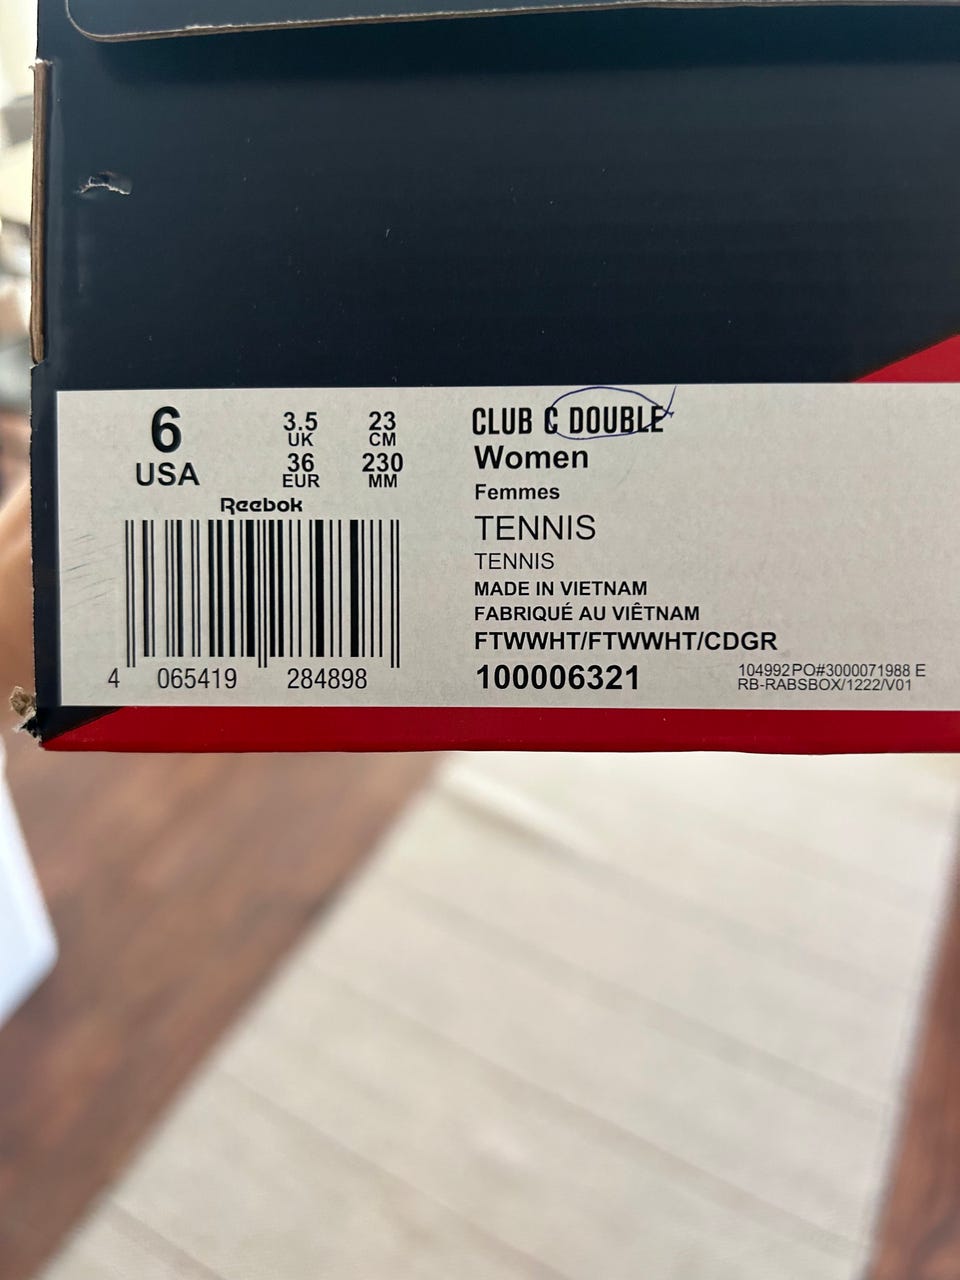 6
USA
3.5
UK
36
EUR
23
CM
230
MM
Reebok
4 065419 284898
CLUB C DOUBLE
Women
Femmes
TENNIS
TENNIS
MADE IN VIETNAM
FABRIQUÉ AU VIÊTNAM
FTWWHT/FTWWHT/CDGR
100006321
104992PO#3000071988 E
RB-RABSBOX/1222/V01